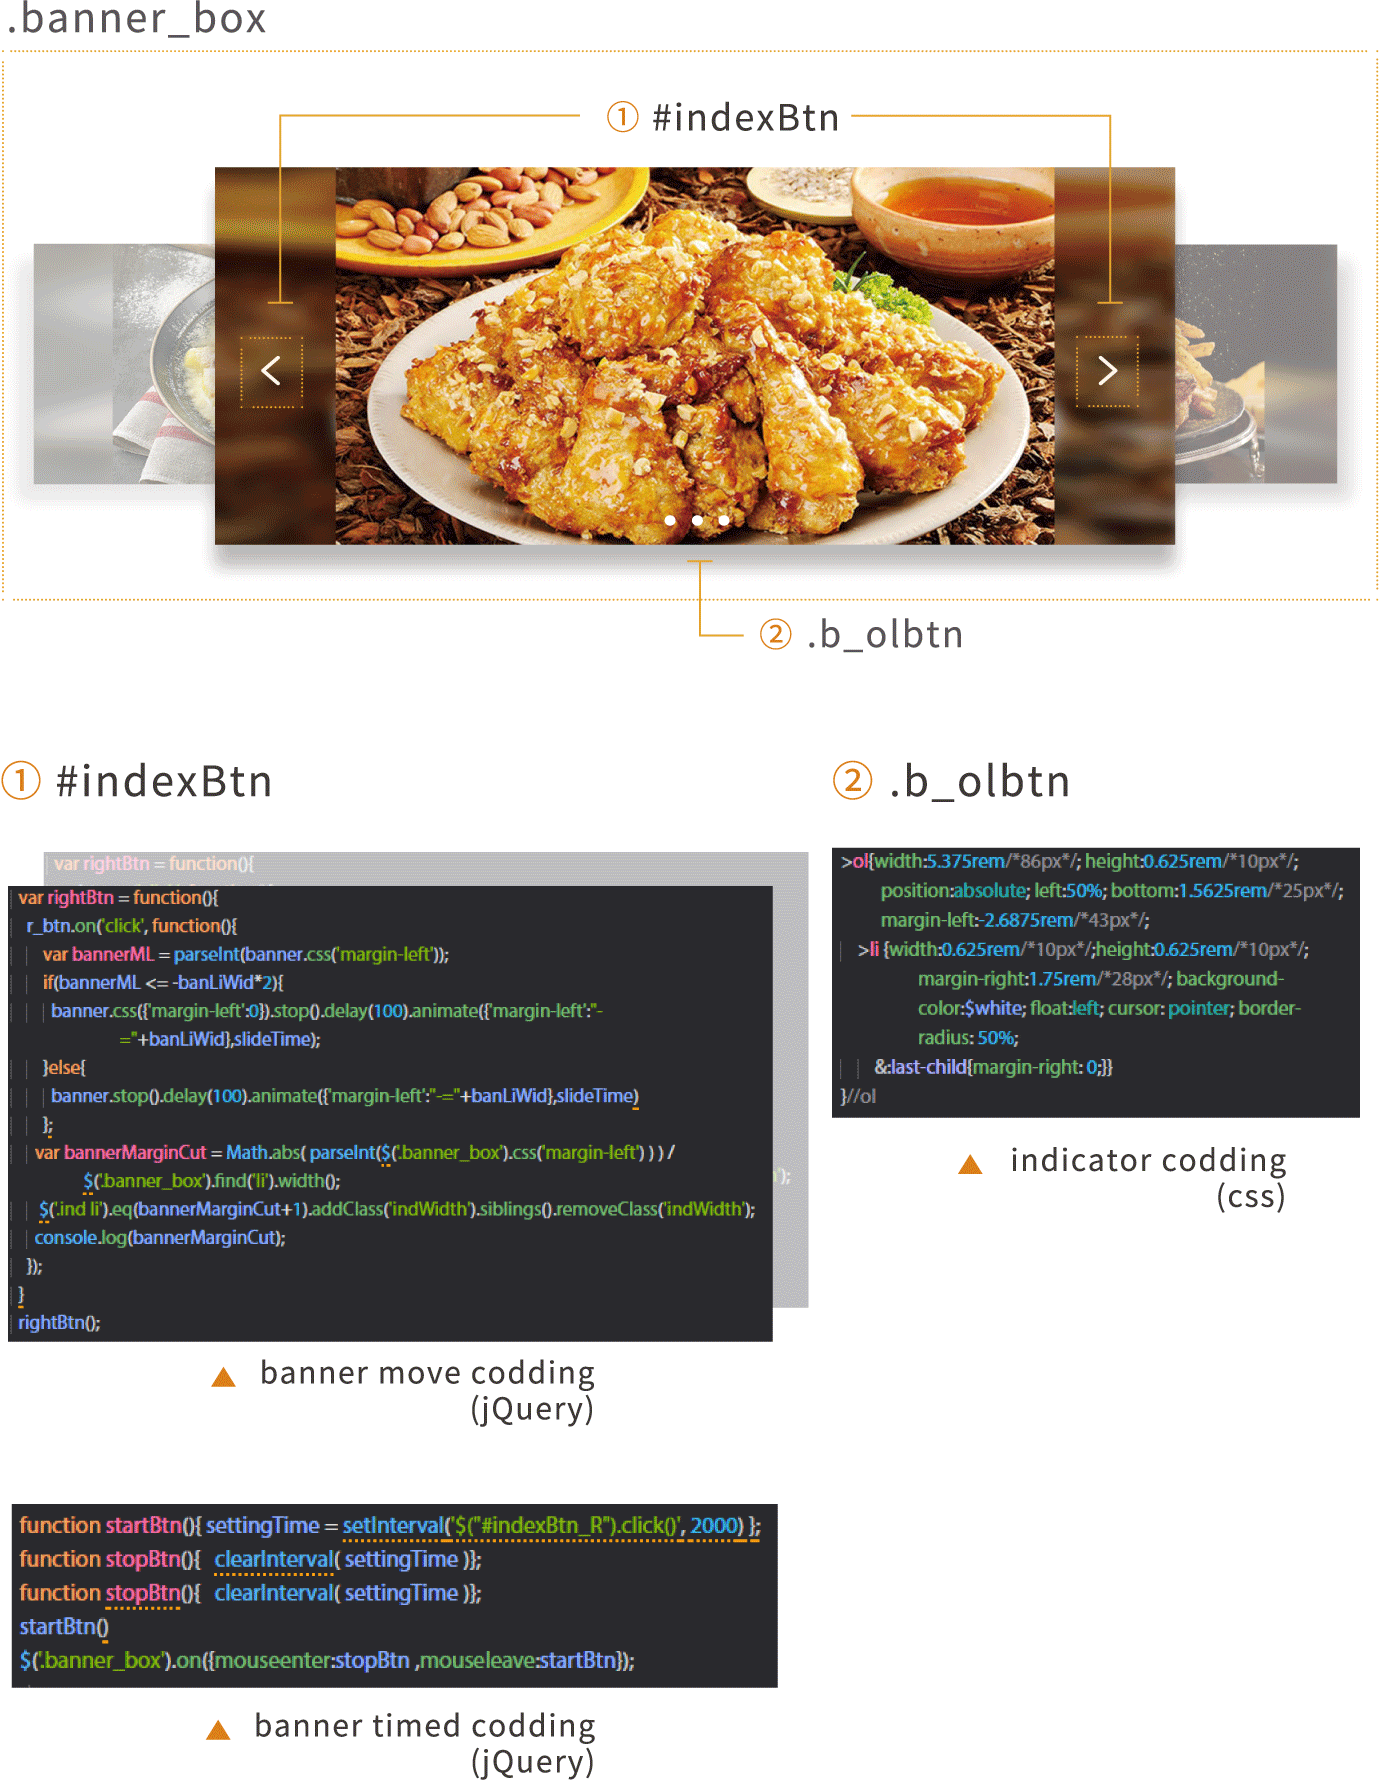 .banner_box
① #indexBtn
② .b_olbtn
① #indexBtn
var rightBtn = function(){
var rightBtn = function(){
r_btn.on('click', function(){
var bannerML = parseInt(banner.css('margin-left'));
if(bannerML <= -banLiWid*2){
banner.css({'margin-left':0}).stop().delay(100).animate({'margin-left':"-
="+banLiWid},slideTime);
}else{
banner.stop().delay(100).animate({'margin-left':"-="+banLiWid},slideTime)
};
var bannerMarginCut = Math.abs( parseInt($('.banner_box').css('margin-left') ) ) /
$('.banner_box').find('li').width();
$('.ind li').eq(bannerMarginCut+1).addClass('indWidth').siblings().removeClass('indWidth');
console.log(bannerMarginCut);
});
}
rightBtn();
▲ banner move codding
(jQuery)
function startBtn(){ settingTime = setInterval('$("#indexBtn_R").click()', 2000) };
function stopBtn(){ clearInterval( settingTime )};
function stopBtn(){ clearInterval( settingTime )};
startBtn()
$('.banner_box').on({mouseenter:stopBtn ,mouseleave:startBtn});
▲ banner timed codding
(jQuery)
② .b_olbtn
>ol{width:5.375rem/*86px*/; height:0.625rem/*10px*/;
position:absolute; left:50%; bottom:1.5625rem/*25px*/;
margin-left:-2.6875rem/*43px*/;
>li {width:0.625rem/*10px*/;height:0.625rem/*10px*/;
margin-right:1.75rem/*28px*/; background-
color:$white; float:left; cursor: pointer; border-
radius: 50%;
&:last-child{margin-right: 0;}}
}//ol
▲ indicator codding
(css)